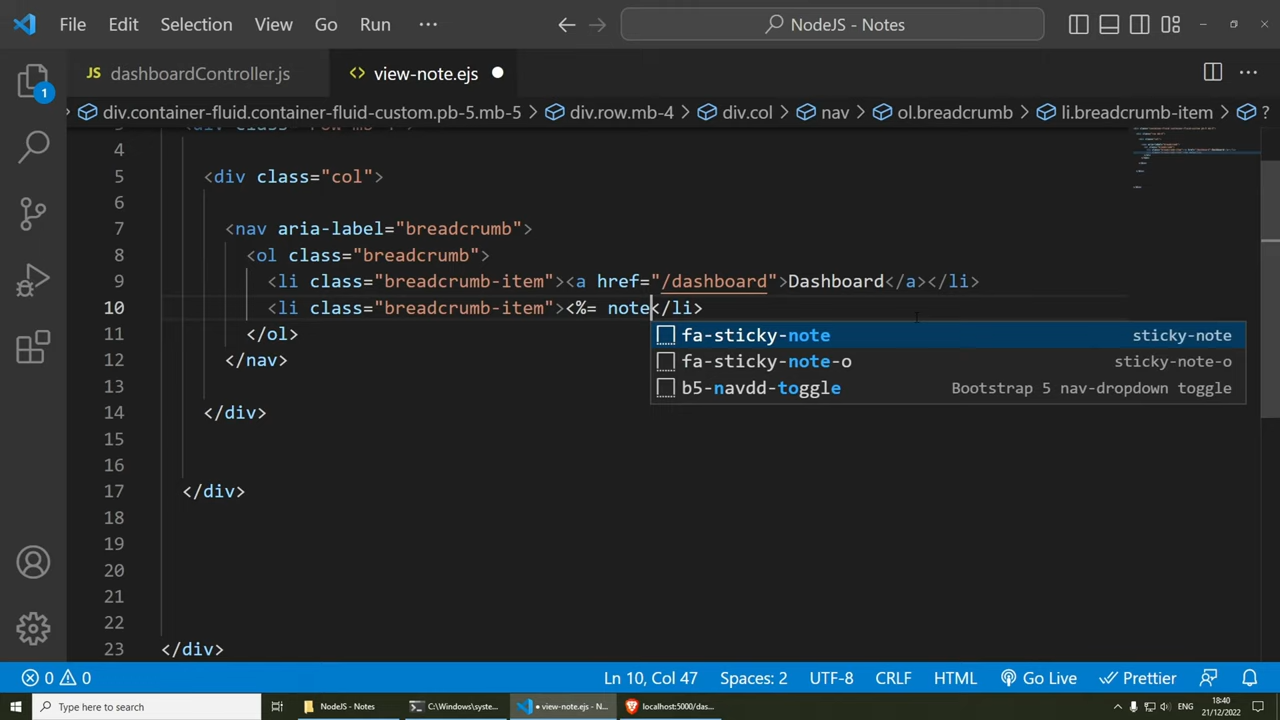 File Edit Selection View Go Run ··· NodeJS - Notes
JS dashboardController.js <> view-note.ejs
div.container-fluid.container-fluid-custom.pb-5.mb-5 > div.row.mb-4 > div.col > nav > ol.breadcrumb > li.breadcrumb-item > ?
4
5 <div class="col">
6
7 <nav aria-label="breadcrumb">
8 <ol class="breadcrumb">
9 <li class="breadcrumb-item"><a href="/dashboard">Dashboard</a></li>
10 <li class="breadcrumb-item"><%= note</li>
fa-sticky-note sticky-note
11 </ol>
fa-sticky-note-o sticky-note-o
12 </nav>
b5-navdd-toggle Bootstrap 5 nav-dropdown toggle
13
14 </div>
15
16
17 </div>
18
19
20
21
22
23 </div>
1
0 0 Ln 10, Col 47 Spaces: 2 UTF-8 CRLF HTML Go Live Prettier
Type here to search NodeJS - Notes C:\Windows\syste... • view-note.ejs - N... localhost:5000/das... ENG 18:40
21/12/2022